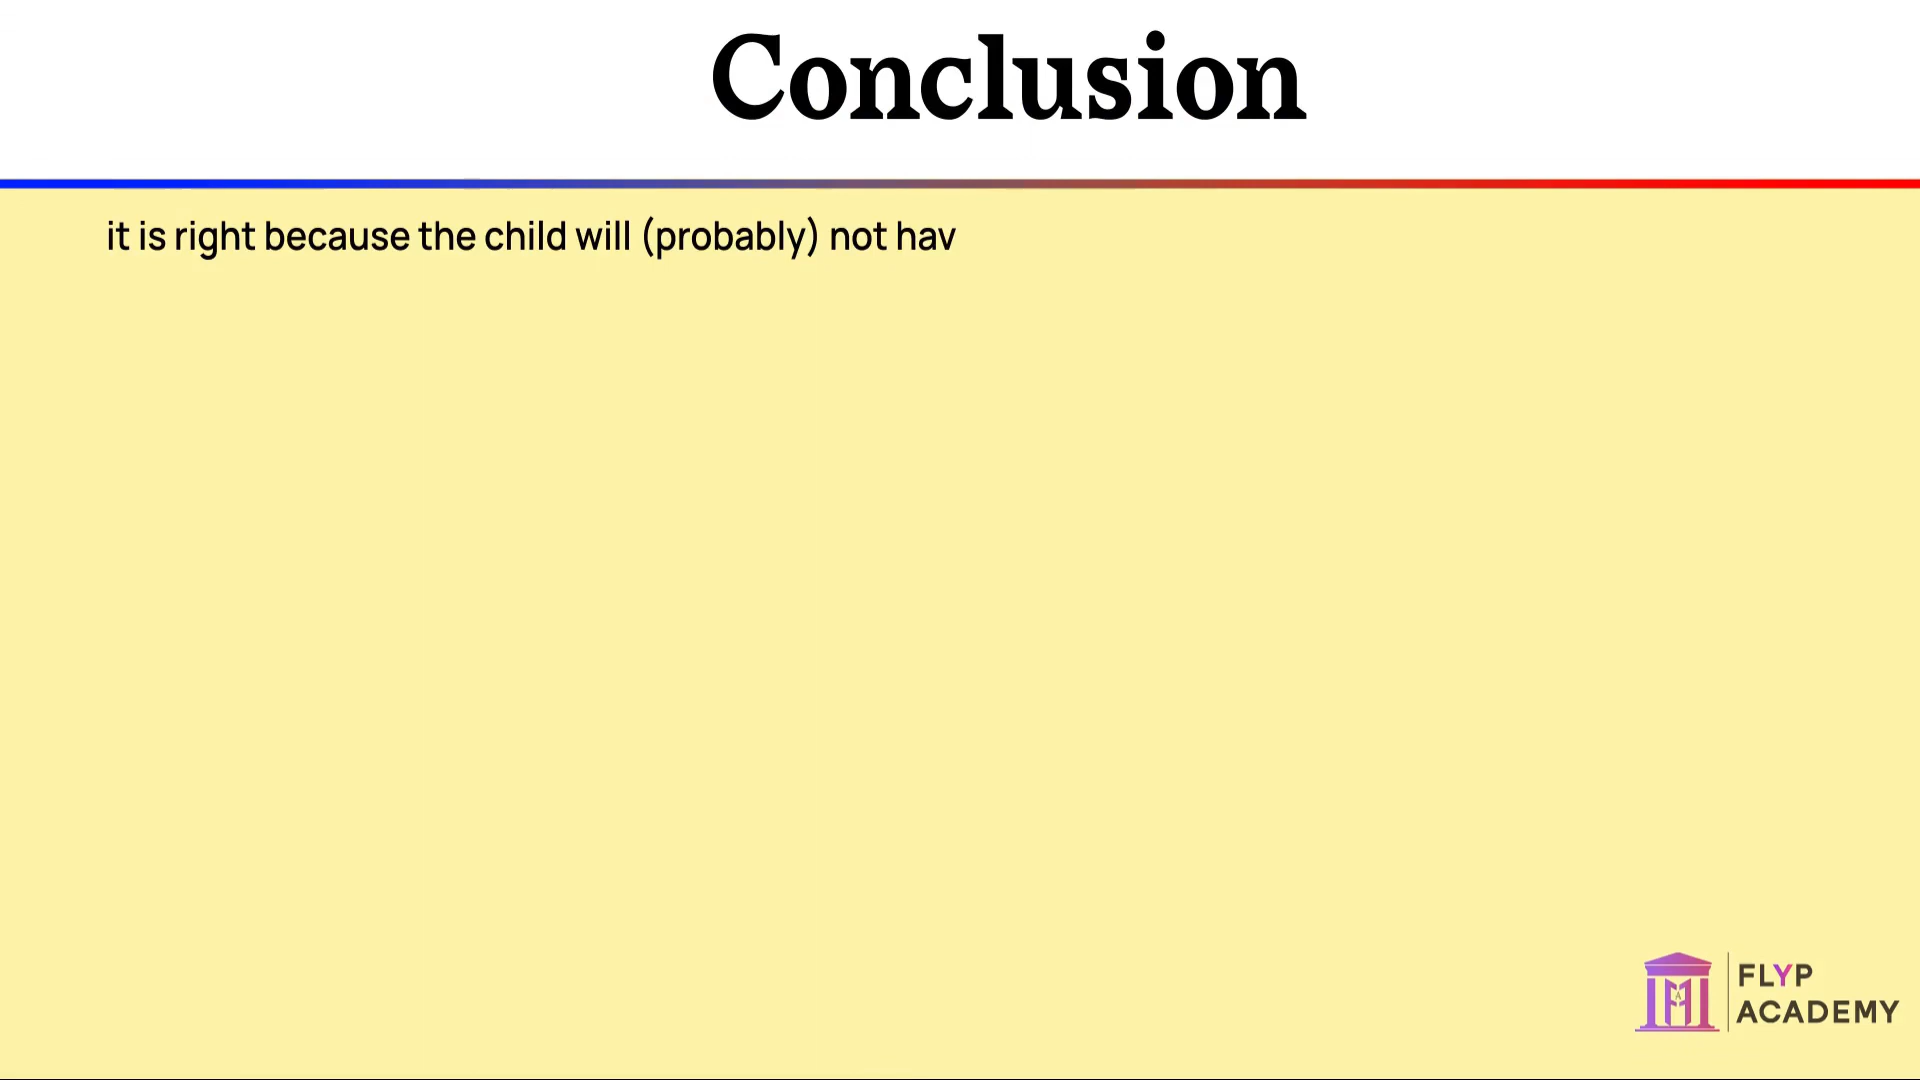 Conclusion
it is right because the child will (probably) not hav
FLYP
ACADEMY